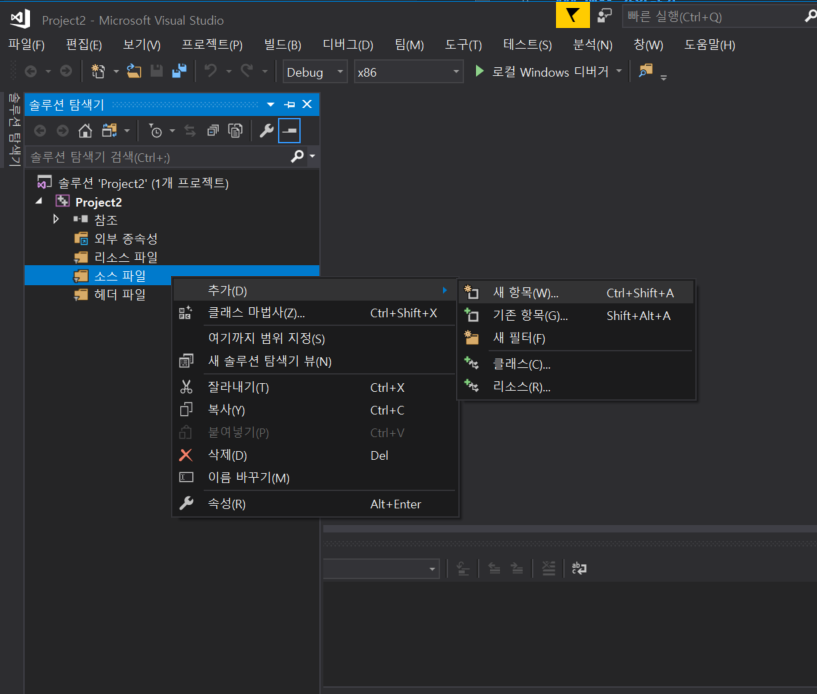 Project2 - Microsoft Visual Studio
빠른 실행(Ctrl+Q)
파일(F) 편집(E) 보기(V) 프로젝트(P) 빌드(B) 디버그(D) 팀(M) 도구(T) 테스트(S) 분석(N) 창(W) 도움말(H)
Debug x86 로컬 Windows 디버거
솔루션 탐색기
솔루션 탐색기
솔루션 탐색기 검색(Ctrl+;)
솔루션 'Project2' (1개 프로젝트)
Project2
참조
외부 종속성
리소스 파일
소스 파일
헤더 파일
추가(D)
클래스 마법사(Z)... Ctrl+Shift+X
여기까지 범위 지정(S)
새 솔루션 탐색기 뷰(N)
잘라내기(T) Ctrl+X
복사(Y) Ctrl+C
붙여넣기(P) Ctrl+V
삭제(D) Del
이름 바꾸기(M)
속성(R) Alt+Enter
새 항목(W)... Ctrl+Shift+A
기존 항목(G)... Shift+Alt+A
새 필터(F)
클래스(C)...
리소스(R)...